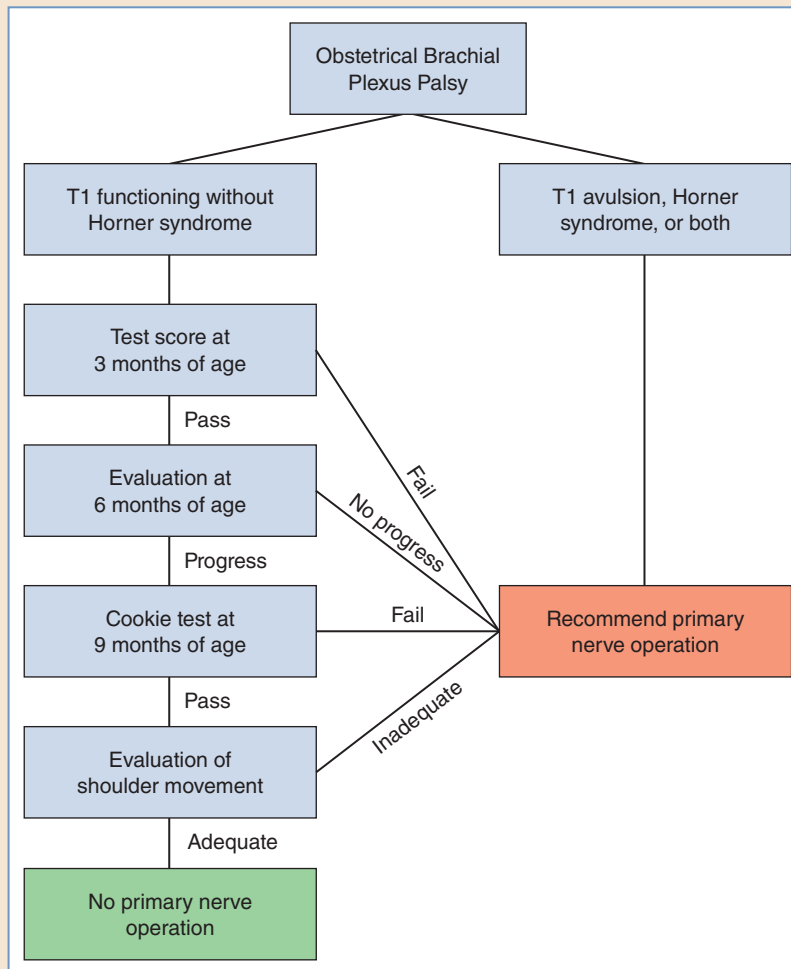 Obstetrical Brachial
Plexus Palsy
T1 functioning without
Horner syndrome
T1 avulsion, Horner
syndrome, or both
Test score at
3 months of age
Pass
Fail
Evaluation at
6 months of age
No progress
Progress
Cookie test at
9 months of age
Fail
Recommend primary
nerve operation
Pass
Inadequate
Evaluation of
shoulder movement
Adequate
No primary nerve
operation